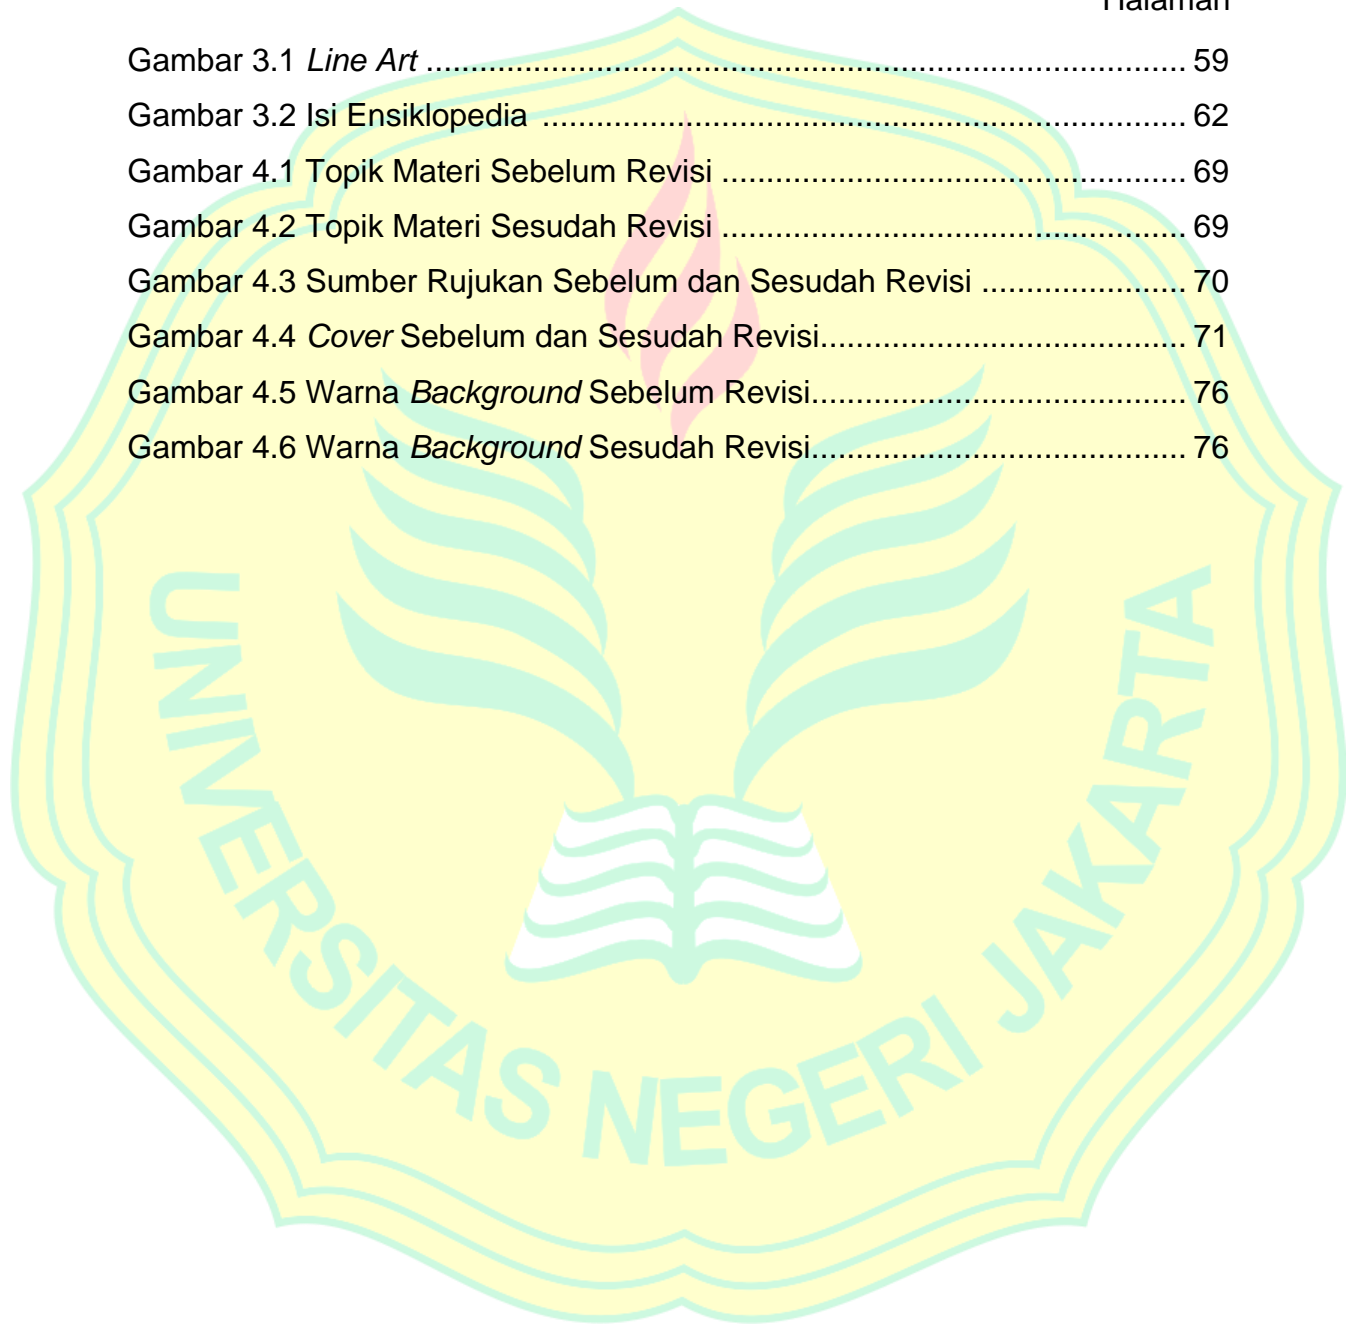 Halaman
Gambar 3.1 Line Art ..................................................................................... 59
Gambar 3.2 Isi Ensiklopedia ........................................................................ 62
Gambar 4.1 Topik Materi Sebelum Revisi .................................................... 69
Gambar 4.2 Topik Materi Sesudah Revisi .................................................... 69
Gambar 4.3 Sumber Rujukan Sebelum dan Sesudah Revisi ....................... 70
Gambar 4.4 Cover Sebelum dan Sesudah Revisi......................................... 71
Gambar 4.5 Warna Background Sebelum Revisi.......................................... 76
Gambar 4.6 Warna Background Sesudah Revisi.......................................... 76
UNIVERSITAS NEGERI JAKARTA